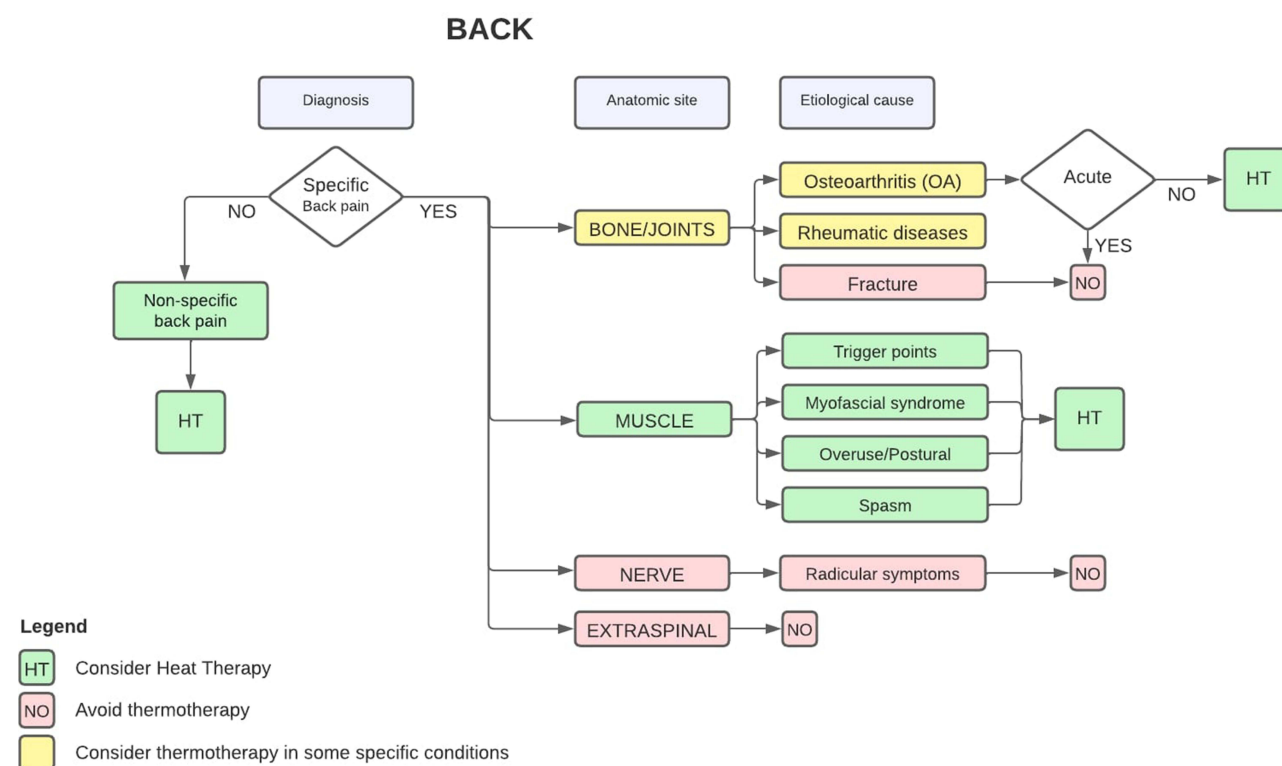 BACK
Diagnosis
Anatomic site
Etiological cause
Specific
Back pain
NO
YES
Non-specific
back pain
HT
BONE/JOINTS
Osteoarthritis (OA)
Rheumatic diseases
Fracture
Acute
NO
HT
YES
NO
MUSCLE
Trigger points
Myofascial syndrome
Overuse/Postural
Spasm
HT
NERVE
Radicular symptoms
NO
EXTRASPINAL
NO
Legend
HT Consider Heat Therapy
NO Avoid thermotherapy
Consider thermotherapy in some specific conditions